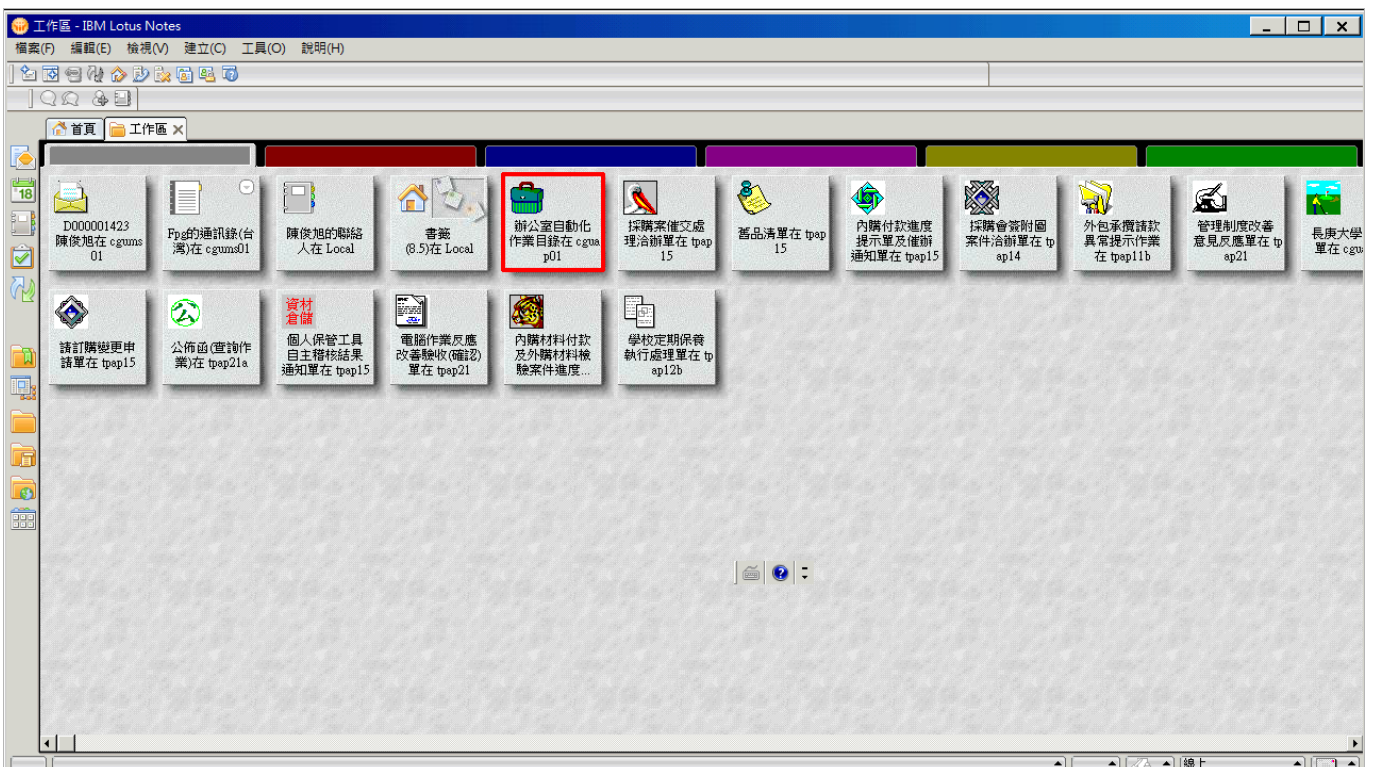 工作區 - IBM Lotus Notes
檔案(F) 編輯(E) 檢視(V) 建立(C) 工具(O) 說明(H)
首頁 工作區
18
D000001423
陳俊旭在 cgums
01
Fpg的通訊錄(台
灣)在 cgums01
陳俊旭的聯絡
人在 Local
書籤
(8.5)在 Local
辦公室自動化
作業目錄在 cgua
p01
採購案催交處
理洽辦單在 tpap
15
舊品清單在 tpap
15
內購付款進度
提示單及催辦
通知單在 tpap15
採購會簽附圖
案件洽辦單在 tp
ap14
外包承攬請款
異常提示作業
在 tpap11b
管理制度改善
意見反應單在 tp
ap21
長庚大學
單在 cgu
請訂購變更申
請單在 tpap15
公
公佈函(查詢作
業)在 tpap21a
資材
倉儲
個人保管工具
自主稽核結果
通知單在 tpap15
電腦作業反應
改善驗收(確認)
單在 tpap21
內購材料付款
及外購材料檢
驗案件進度...
學校定期保養
執行處理單在 tp
ap12b
線上